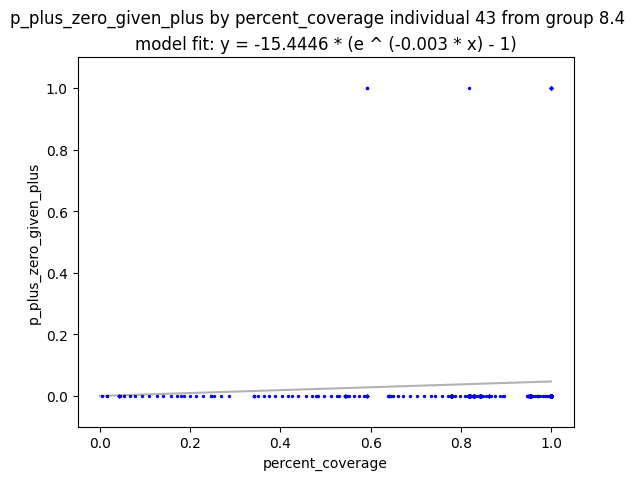 p_plus_zero_given_plus by percent_coverage individual 43 from group 8.4
model fit: y = -15.4446 * (e ^ (-0.003 * x) - 1)
1.0
0.8
0.6
0.4
0.2
0.0
p_plus_zero_given_plus
0.0 0.2 0.4 0.6 0.8 1.0
percent_coverage